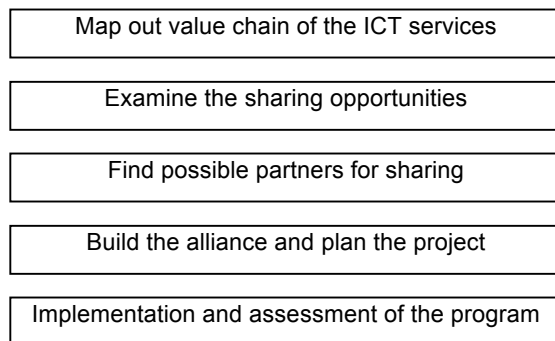 Map out value chain of the ICT services
Examine the sharing opportunities
Find possible partners for sharing
Build the alliance and plan the project
Implementation and assessment of the program